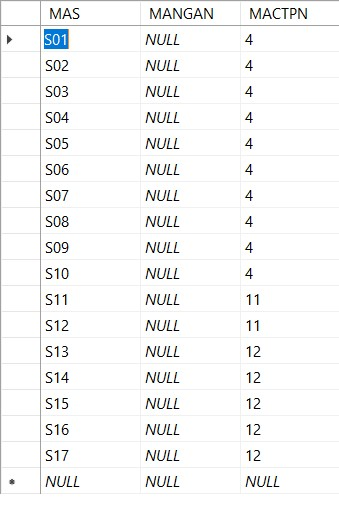 MAS MANGAN MACTPN
S01 NULL 4
S02 NULL 4
S03 NULL 4
S04 NULL 4
S05 NULL 4
S06 NULL 4
S07 NULL 4
S08 NULL 4
S09 NULL 4
S10 NULL 4
S11 NULL 11
S12 NULL 11
S13 NULL 12
S14 NULL 12
S15 NULL 12
S16 NULL 12
S17 NULL 12
NULL NULL NULL